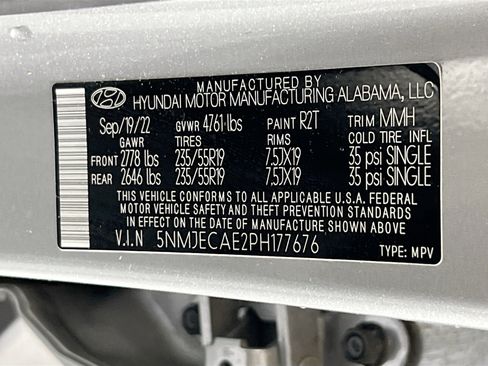 MANUFACTURED BY
HYUNDAI MOTOR MANUFACTURING ALABAMA, LLC
Sep/19/22 GVWR 4761 lbs PAINT R2T TRIM MMH
GAWR TIRES RIMS COLD TIRE INFL
FRONT 2778 lbs 235/55R19 7.5JX19 35 psi SINGLE
REAR 2646 lbs 235/55R19 7.5JX19 35 psi SINGLE
THIS VEHICLE CONFORMS TO ALL APPLICABLE U.S.A. FEDERAL
MOTOR VEHICLE SAFETY AND THEFT PREVENTION STANDARDS
IN EFFECT ON THE DATE OF MANUFACTURE SHOWN ABOVE
V.I.N 5NMJECAE2PH177676 TYPE: MPV